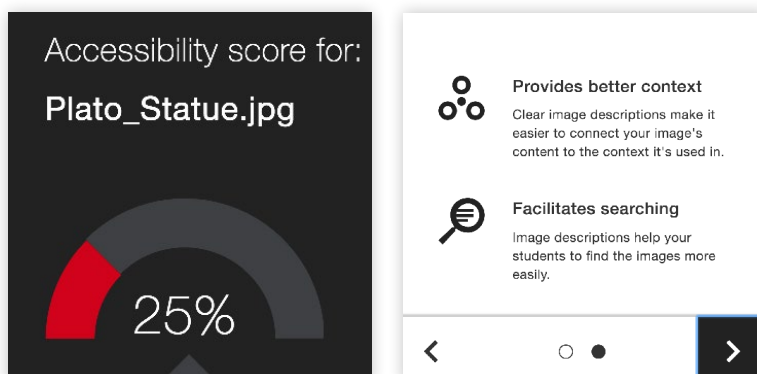 Accessibility score for:
Plato_Statue.jpg
25%
Provides better context
Clear image descriptions make it
easier to connect your image's
content to the context it's used in.
Facilitates searching
Image descriptions help your
students to find the images more
easily.